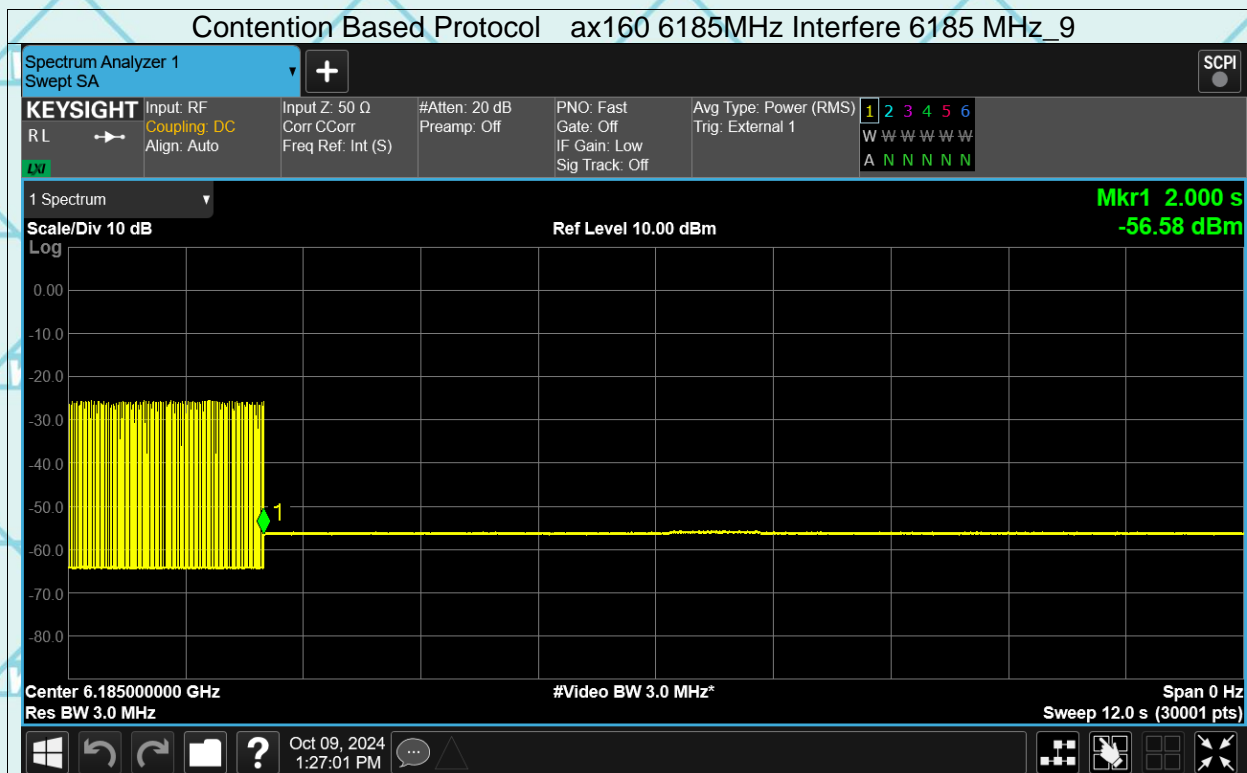 Contention Based Protocol ax160 6185MHz Interfere 6185 MHz_9
Spectrum Analyzer 1
Swept SA
▼
+
SCPI
KEYSIGHT
RL
LXI
Input: RF
Coupling: DC
Align: Auto
Input Z: 50 Ω
Corr CCorr
Freq Ref: Int (S)
#Atten: 20 dB
Preamp: Off
PNO: Fast
Gate: Off
IF Gain: Low
Sig Track: Off
Avg Type: Power (RMS)
Trig: External 1
1 2 3 4 5 6
W W W W W W
A N N N N N
1 Spectrum ▼
Scale/Div 10 dB
Ref Level 10.00 dBm
Mkr1 2.000 s
-56.58 dBm
Log
0.00
-10.0
-20.0
-30.0
-40.0
-50.0
-60.0
-70.0
-80.0
1
Center 6.185000000 GHz
#Video BW 3.0 MHz*
Span 0 Hz
Res BW 3.0 MHz
Sweep 12.0 s (30001 pts)
?
Oct 09, 2024
1:27:01 PM